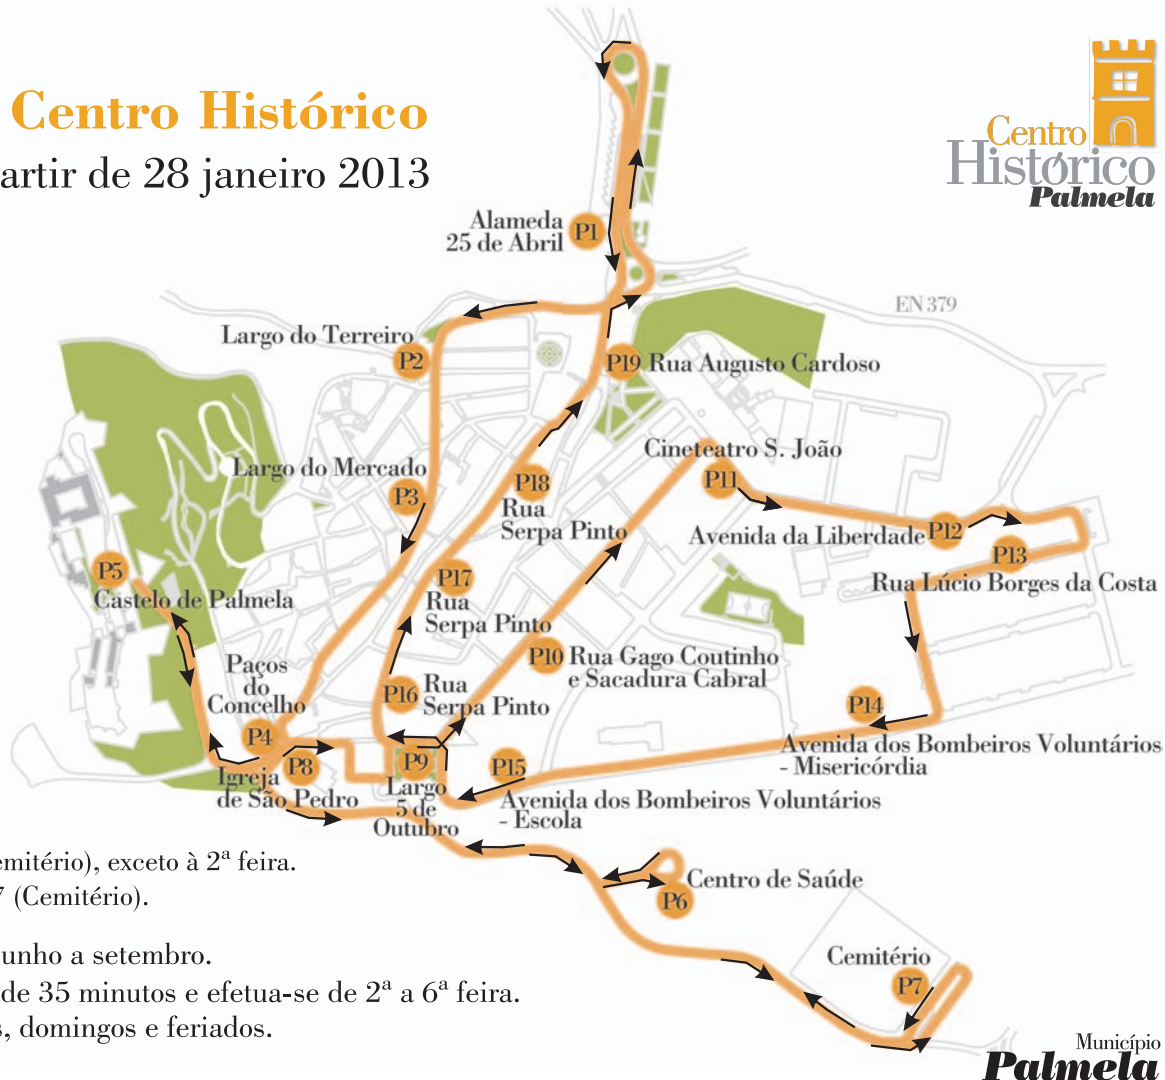 Centro Histórico
artir de 28 janeiro 2013
Centro
Histórico
Palmela
Alameda
25 de Abril
P1
EN 379
Largo do Terreiro
P2
P19 Rua Augusto Cardoso
Cineteatro S. João
P11
Largo do Mercado
P3
P18
Rua
Serpa Pinto
Avenida da Liberdade P12
P13
Rua Lúcio Borges da Costa
P5
Castelo de Palmela
P17
Rua
Serpa Pinto
P10 Rua Gago Coutinho
e Sacadura Cabral
Paços
do
Concelho
P4
P16 Rua
Serpa Pinto
P14
Avenida dos Bombeiros Voluntários
- Misericórdia
P8
Igreja
de São Pedro
P9
Largo
5 de
Outubro
P15
Avenida dos Bombeiros Voluntários
- Escola
emitério), exceto à 2ª feira.
7 (Cemitério).
Centro de Saúde
P6
unho a setembro.
de 35 minutos e efetua-se de 2ª a 6ª feira.
s, domingos e feriados.
Cemitério
P7
Município
Palmela